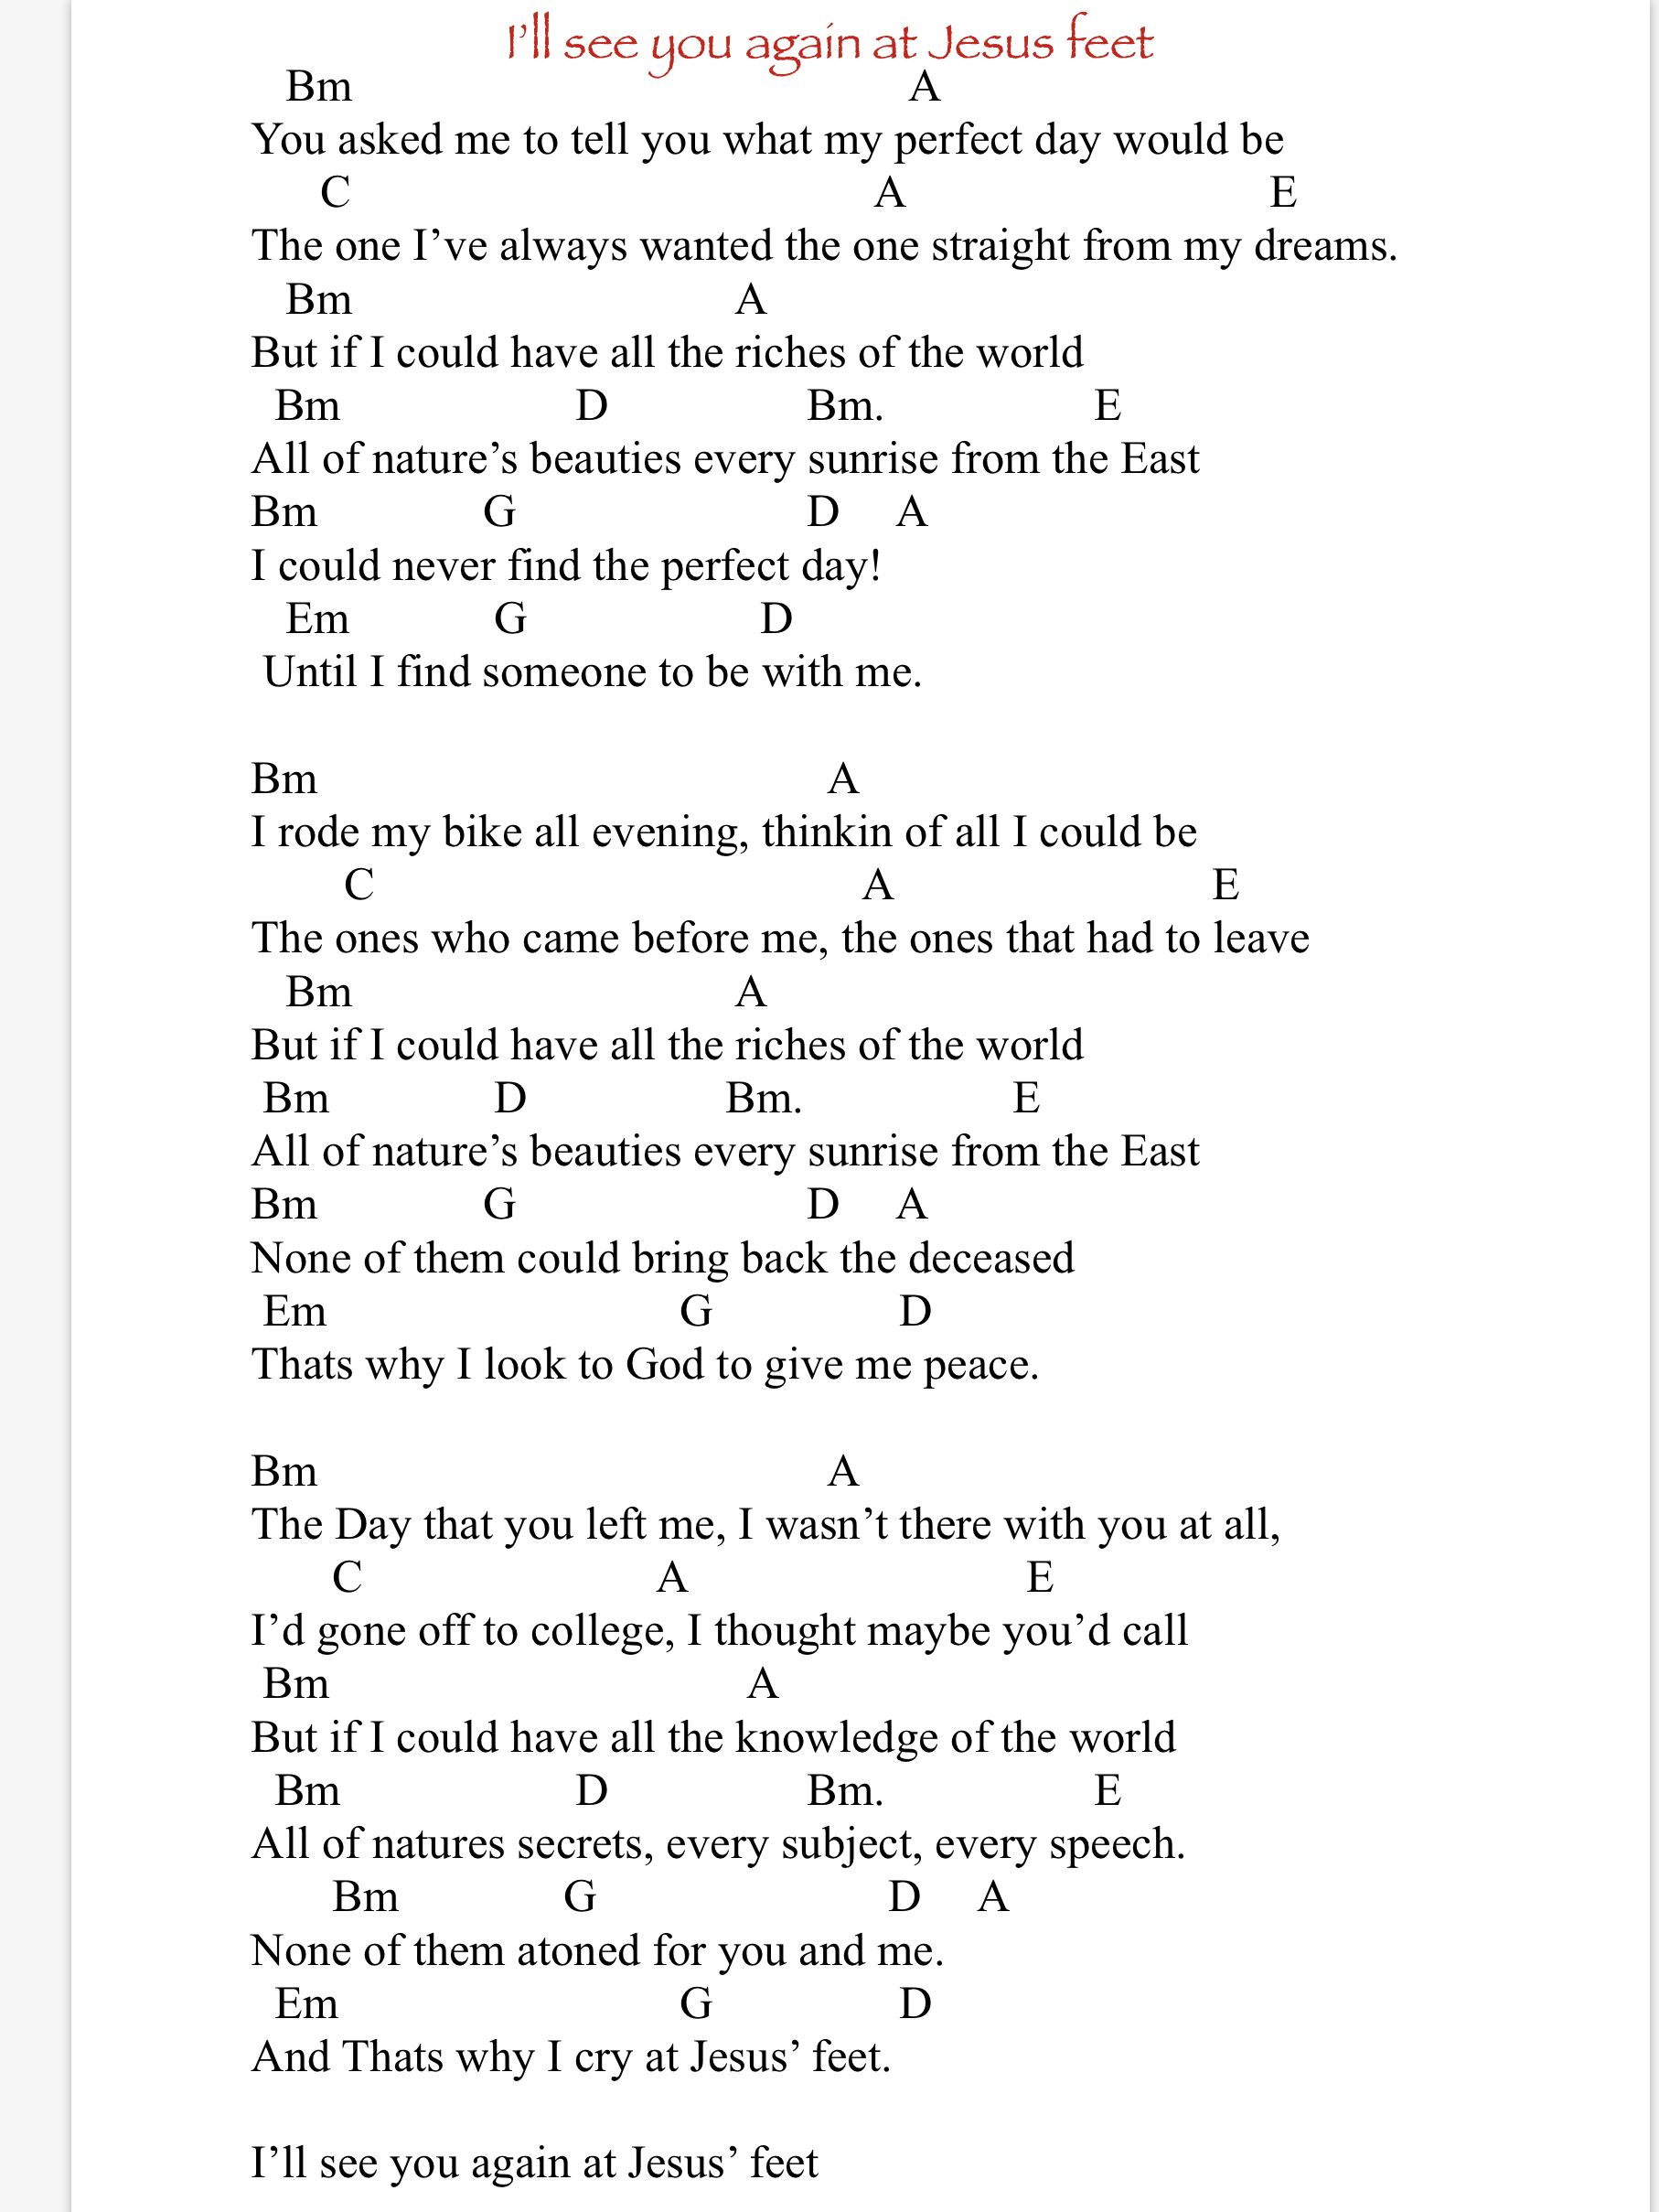 I’ll see you again at Jesus feet
Bm A
You asked me to tell you what my perfect day would be
C A E
The one I’ve always wanted the one straight from my dreams.
Bm A
But if I could have all the riches of the world
Bm D Bm. E
All of nature’s beauties every sunrise from the East
Bm G D A
I could never find the perfect day!
Em G D
Until I find someone to be with me.
Bm A
I rode my bike all evening, thinkin of all I could be
C A E
The ones who came before me, the ones that had to leave
Bm A
But if I could have all the riches of the world
Bm D Bm. E
All of nature’s beauties every sunrise from the East
Bm G D A
None of them could bring back the deceased
Em G D
Thats why I look to God to give me peace.
Bm A
The Day that you left me, I wasn’t there with you at all,
C A E
I’d gone off to college, I thought maybe you’d call
Bm A
But if I could have all the knowledge of the world
Bm D Bm. E
All of natures secrets, every subject, every speech.
Bm G D A
None of them atoned for you and me.
Em G D
And Thats why I cry at Jesus’ feet.
I’ll see you again at Jesus’ feet